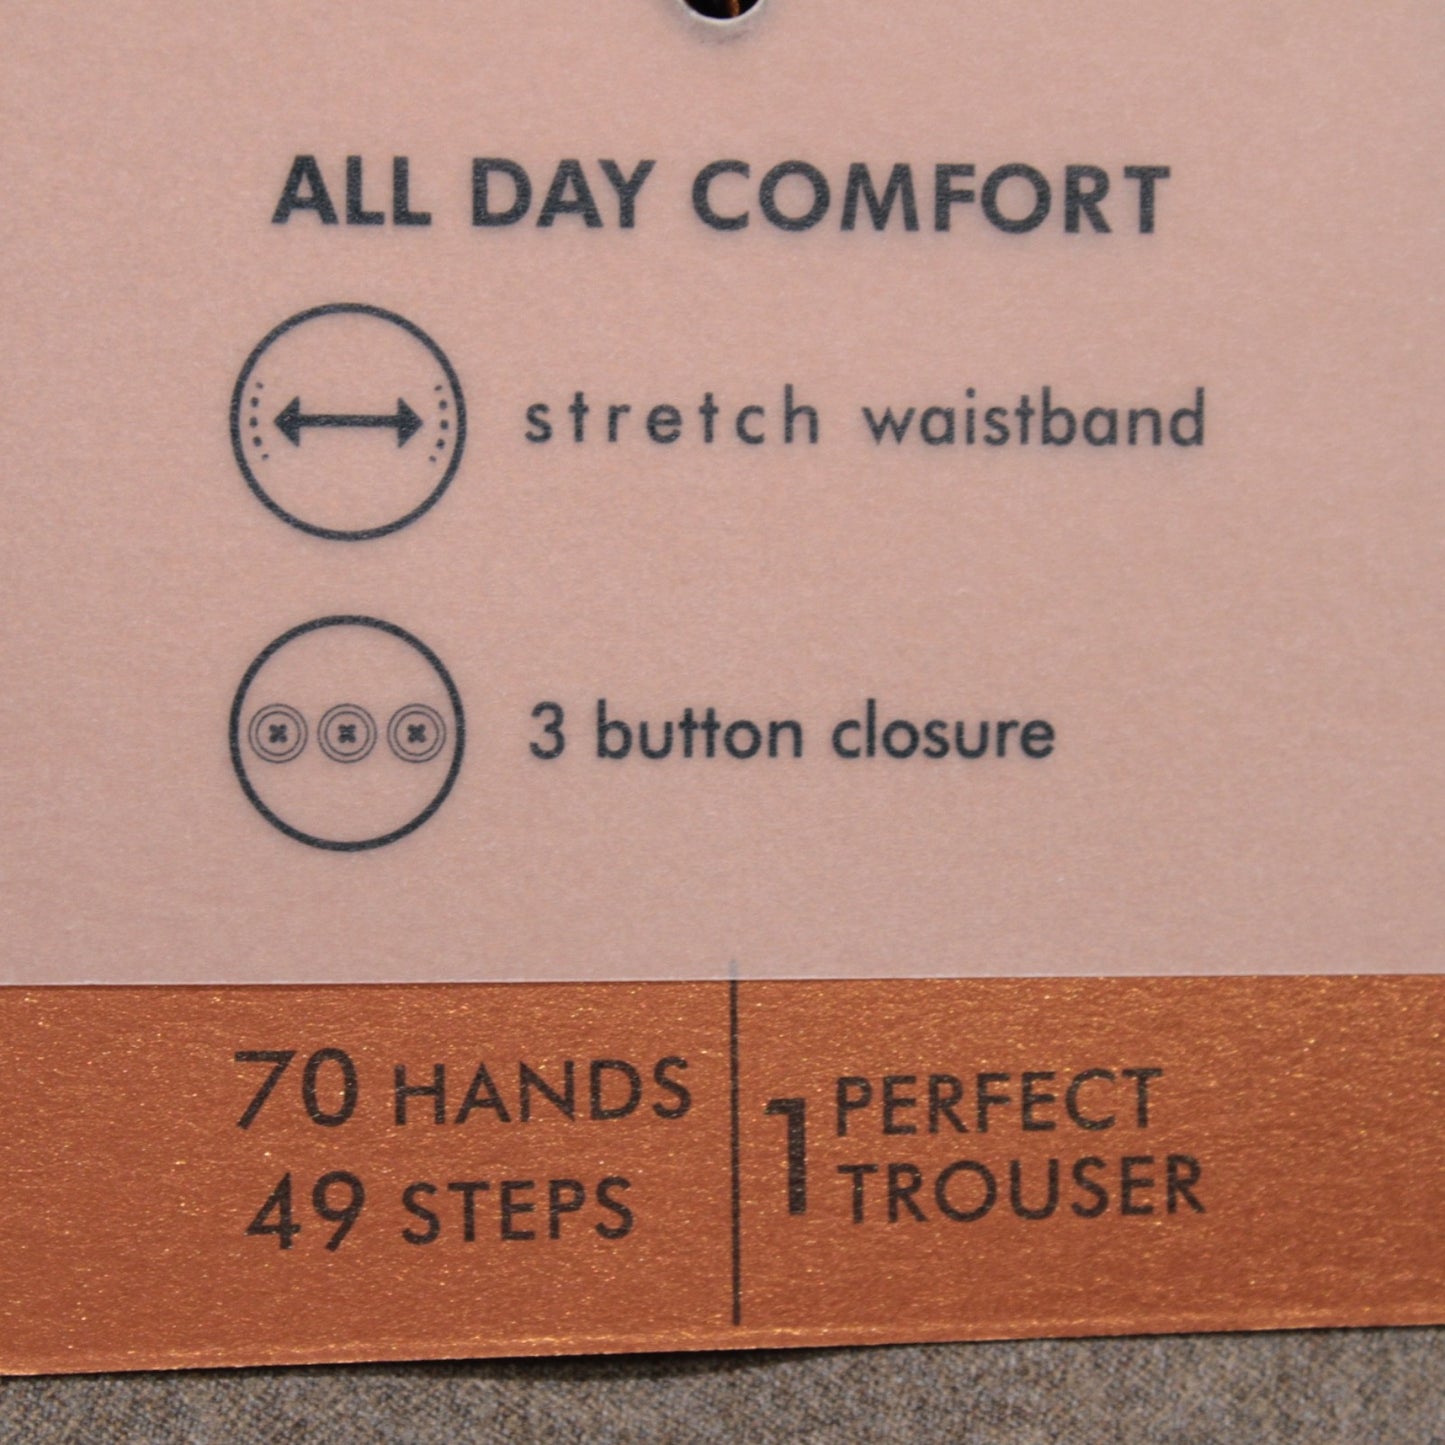 ALL DAY COMFORT
stretch waistband
3 button closure
70 HANDS
49 STEPS
1 PERFECT
TROUSER